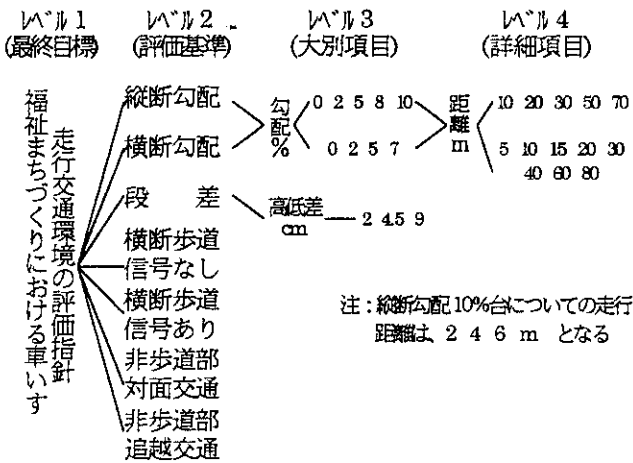 レベル1 レベル2 レベル3 レベル4
(最終目標) (評価基準) (大別項目) (詳細項目)
福祉まちづくりにおける車いす
走行交通環境の評価指針
縦断勾配
横断勾配
段 差
横断歩道
信号なし
横断歩道
信号あり
非歩道部
対面交通
非歩道部
追越交通
勾配%
0 2 5 8 10
0 2 5 7
高低差
cm
2 4.5 9
距離m
10 20 30 50 70
5 10 15 20 30
40 60 80
注：縦断勾配10%台についての走行
距離は、2 4 6 m となる